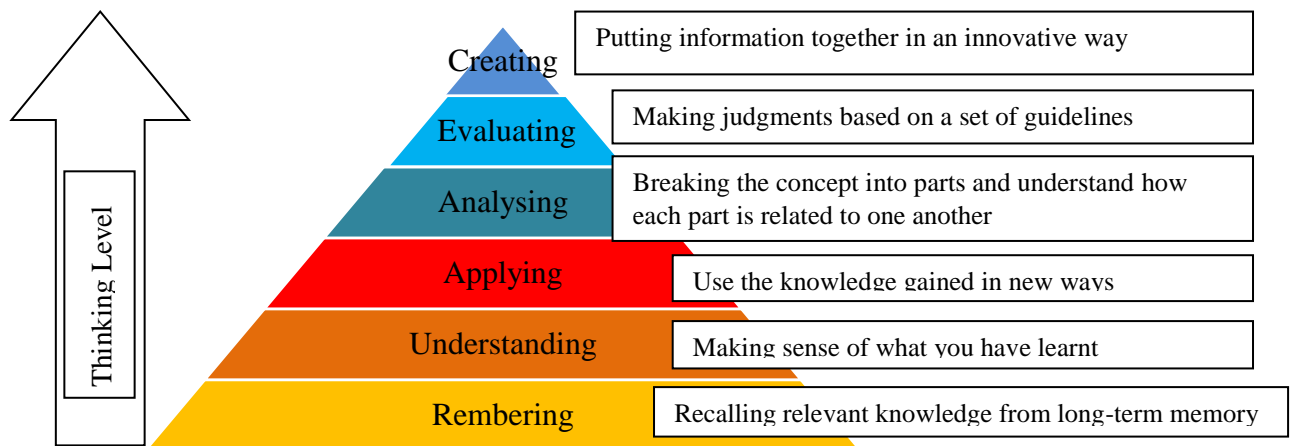 Creating
Putting information together in an innovative way
Evaluating
Making judgments based on a set of guidelines
Analysing
Breaking the concept into parts and understand how
each part is related to one another
Applying
Use the knowledge gained in new ways
Understanding
Making sense of what you have learnt
Rembering
Recalling relevant knowledge from long-term memory
Thinking Level